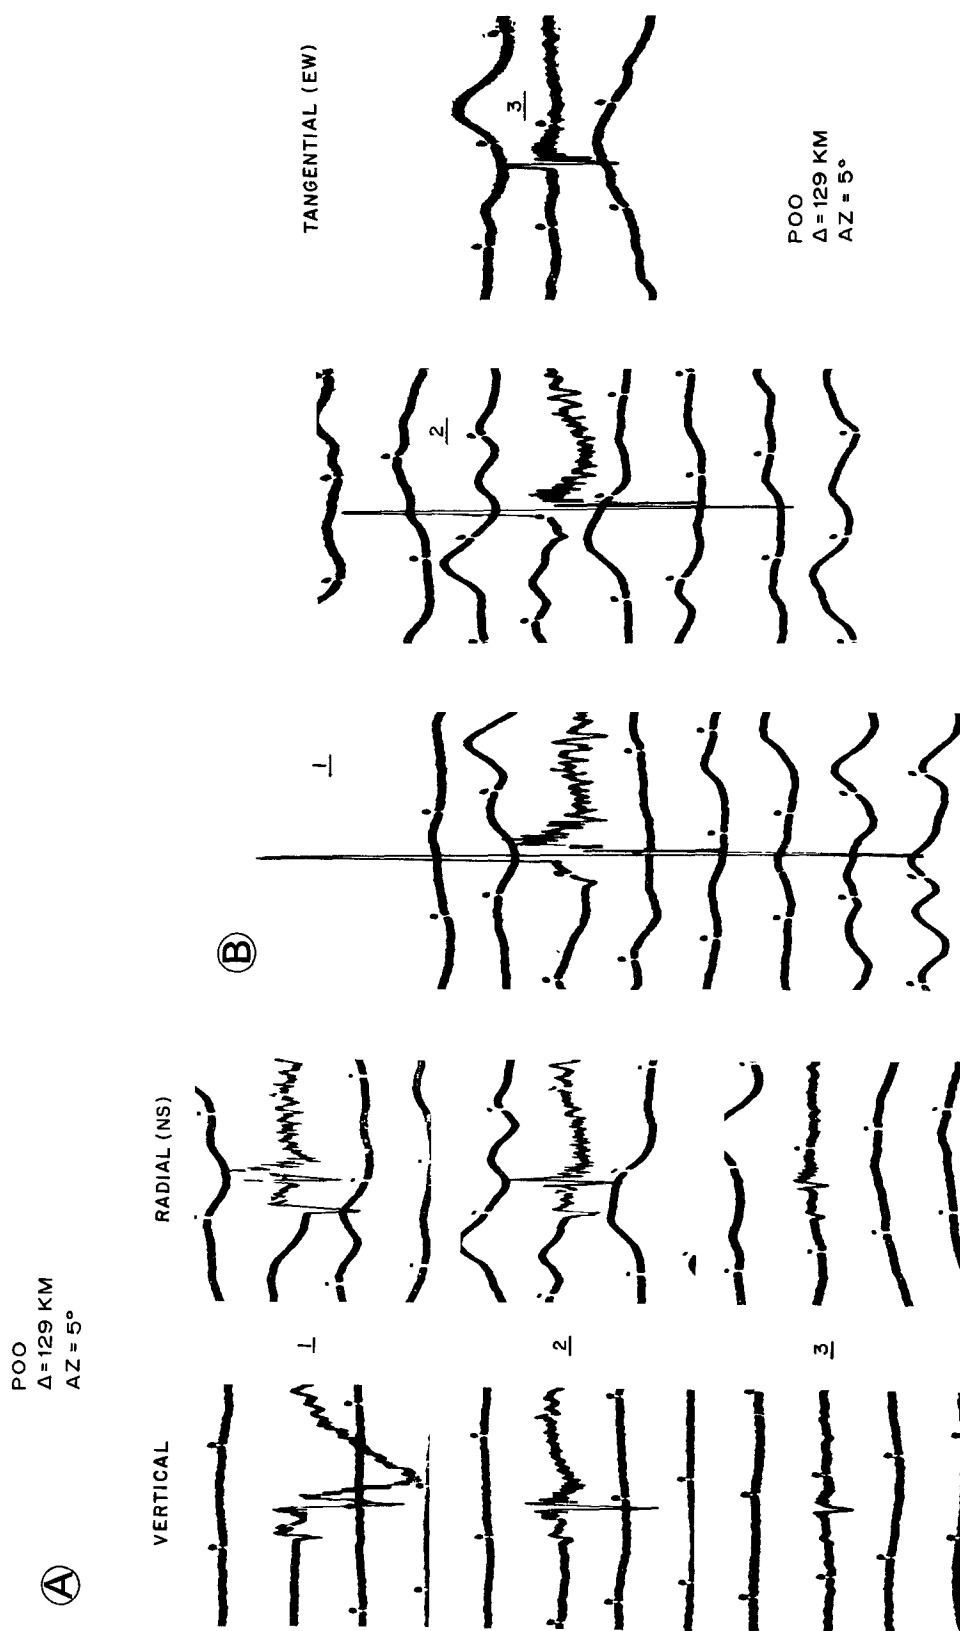 A
POO
Δ=129 KM
AZ = 5°
VERTICAL
RADIAL (NS)
1
2
3
B
TANGENTIAL (EW)
1
2
3
POO
Δ=129 KM
AZ = 5°